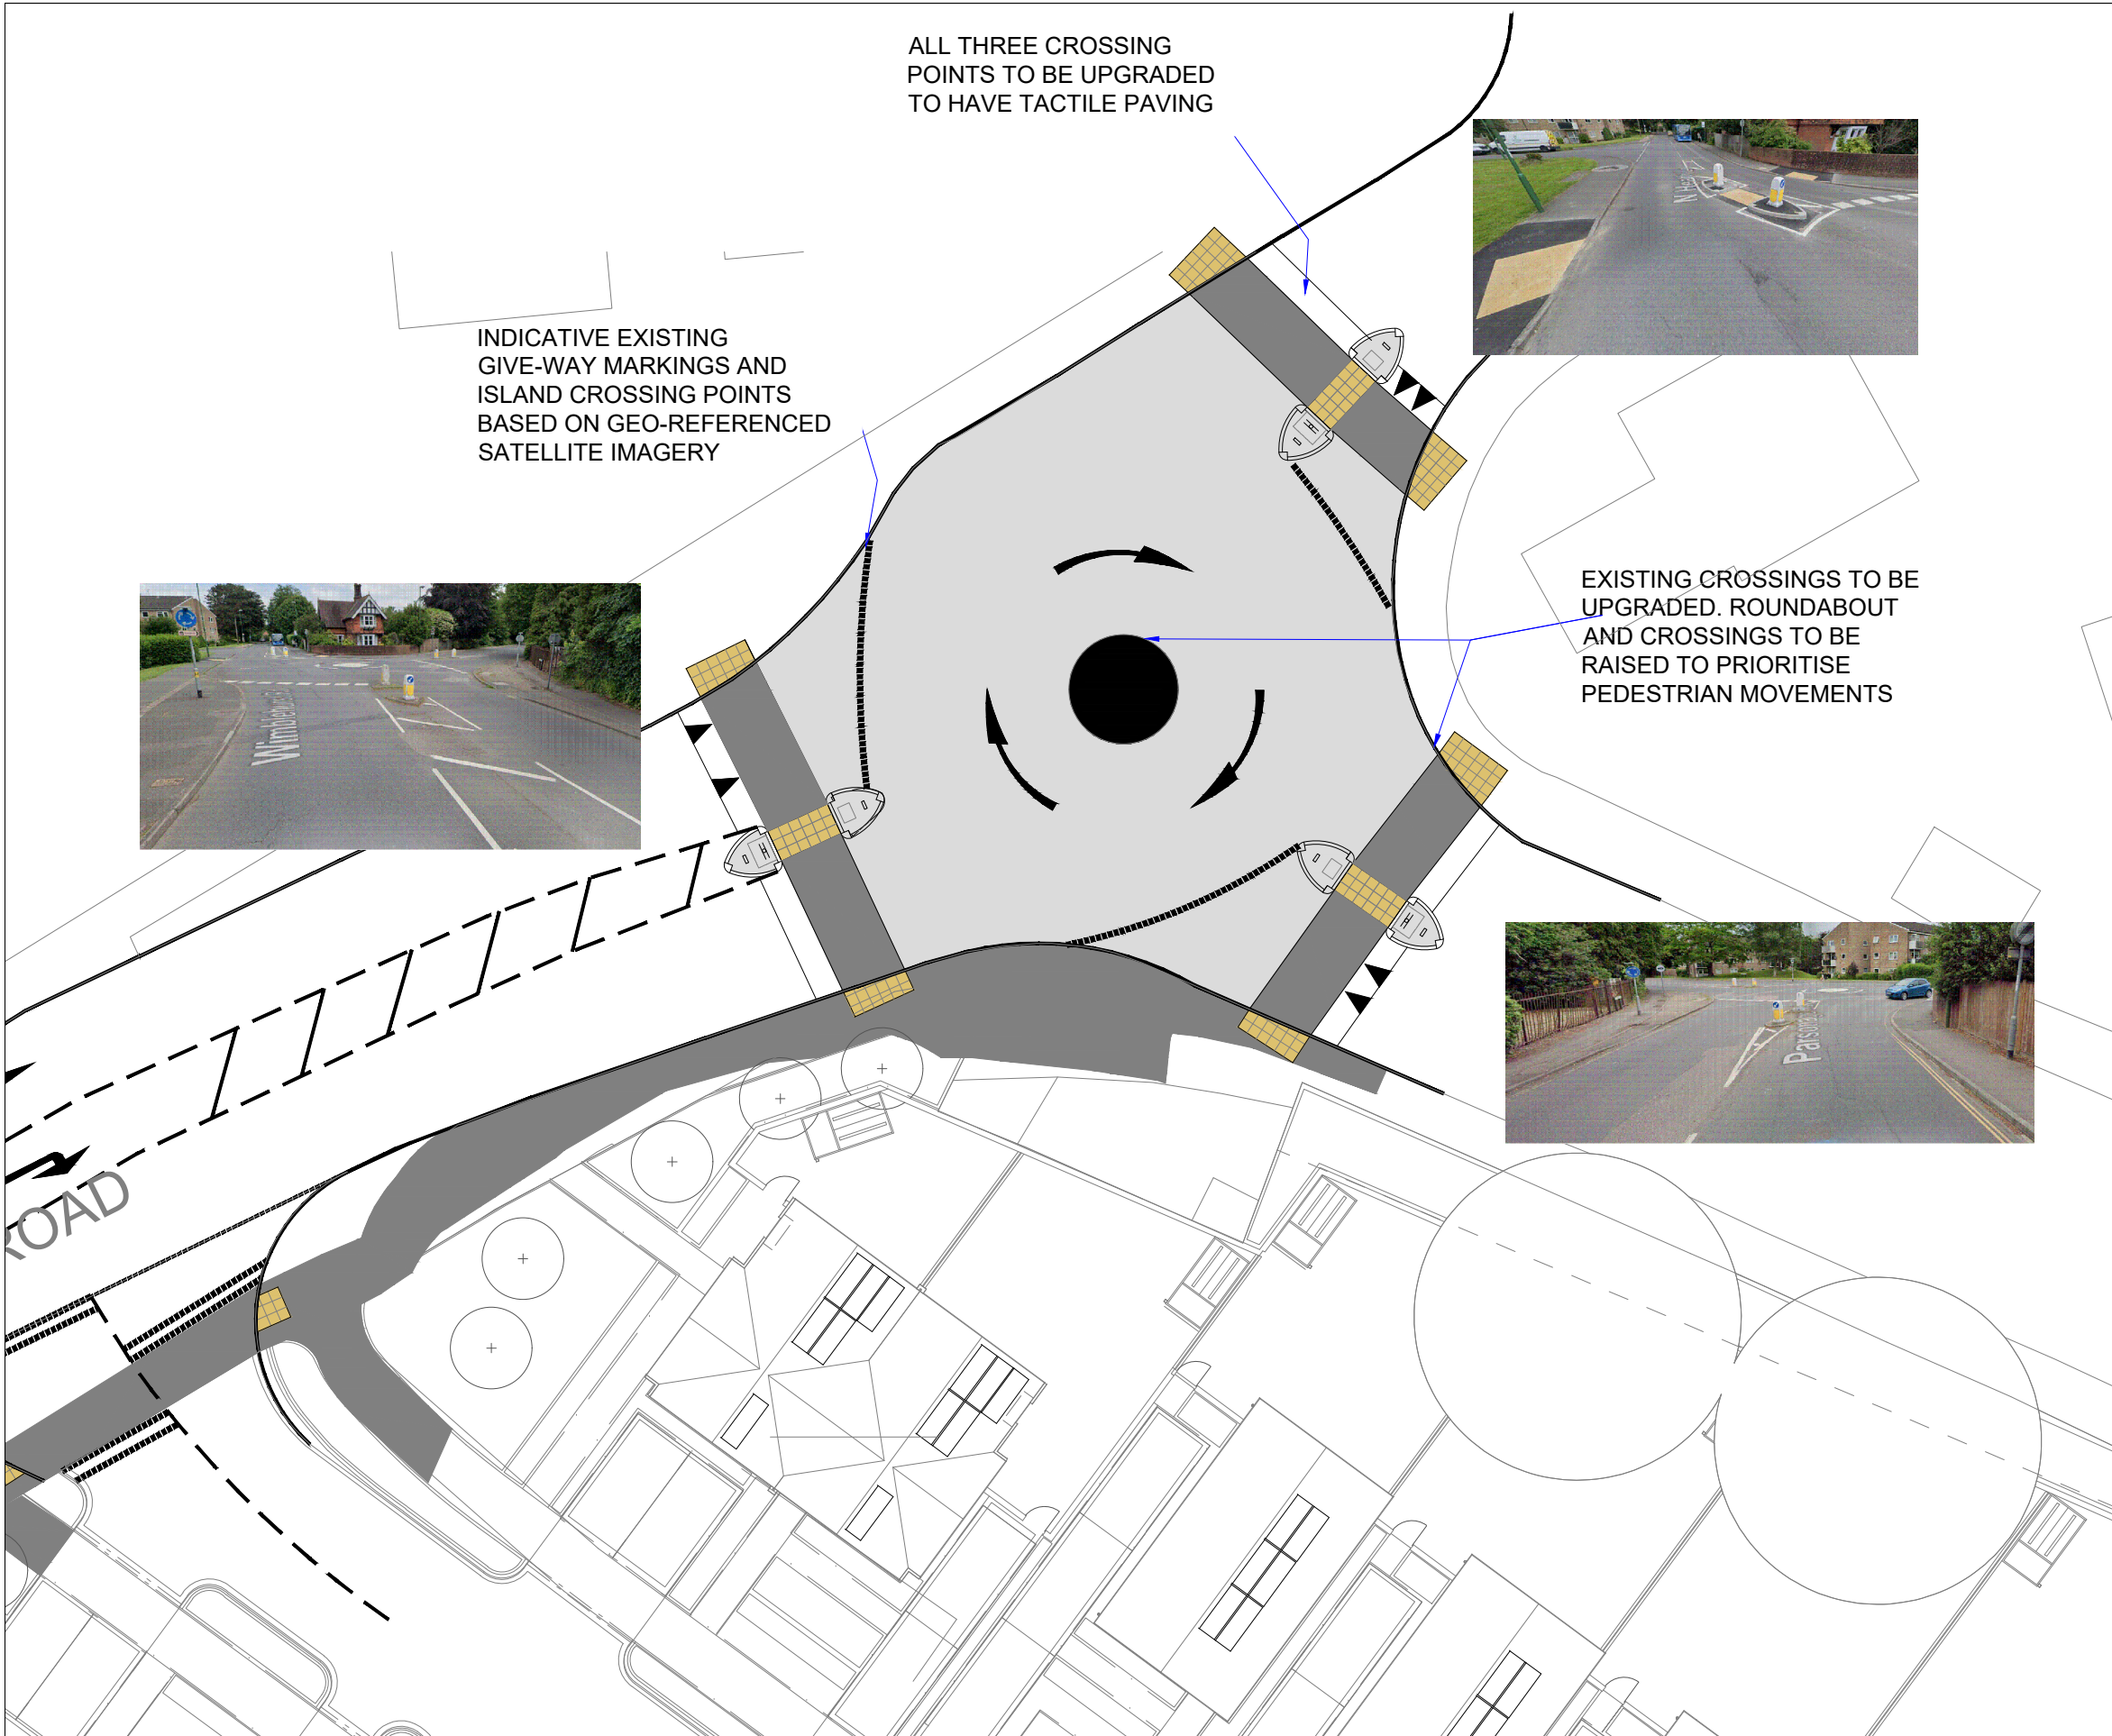 ALL THREE CROSSING
POINTS TO BE UPGRADED
TO HAVE TACTILE PAVING
INDICATIVE EXISTING
GIVE-WAY MARKINGS AND
ISLAND CROSSING POINTS
BASED ON GEO-REFERENCED
SATELLITE IMAGERY
EXISTING CROSSINGS TO BE
UPGRADED. ROUNDABOUT
AND CROSSINGS TO BE
RAISED TO PRIORITISE
PEDESTRIAN MOVEMENTS
ROAD